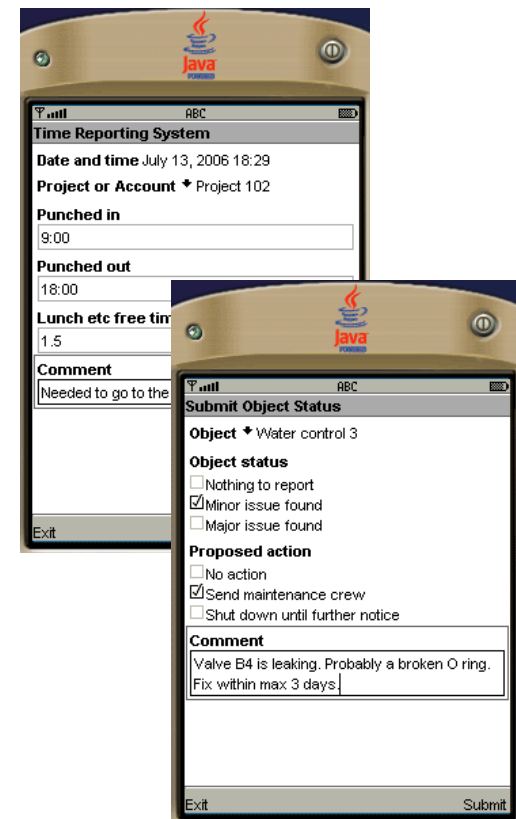 Java
POWERED
ABC
Time Reporting System
Date and time July 13, 2006 18:29
Project or Account Project 102
Punched in
9:00
Punched out
18:00
Lunch etc free
1.5
Comment
Needed to go to the
Exit
Java
POWERED
ABC
Submit Object Status
Object Water control 3
Object status
Nothing to report
Minor issue found
Major issue found
Proposed action
No action
Send maintenance crew
Shut down until further notice
Comment
Valve B4 is leaking. Probably a broken O ring.
Fix within max 3 days.
Exit Submit